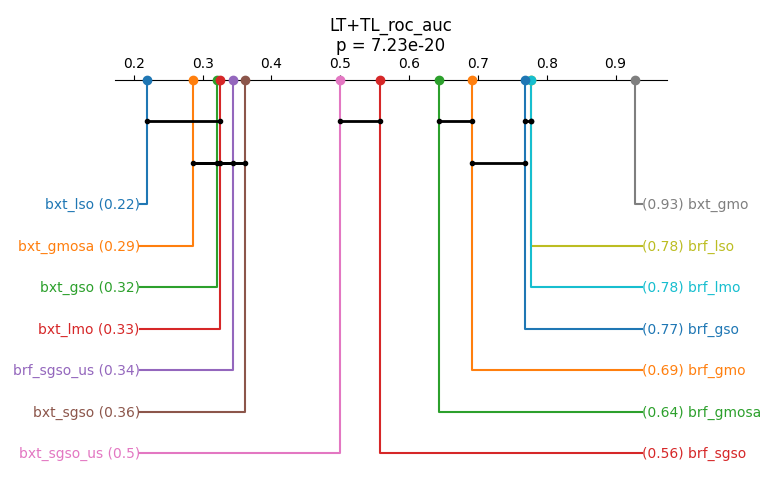 LT+TL_roc_auc
p = 7.23e-20
0.2 0.3 0.4 0.5 0.6 0.7 0.8 0.9
bxt_lso (0.22) (0.93) bxt_gmo
bxt_gmosa (0.29) (0.78) brf_lso
bxt_gso (0.32) (0.78) brf_lmo
bxt_lmo (0.33) (0.77) brf_gso
brf_sgso_us (0.34) (0.69) brf_gmo
bxt_sgso (0.36) (0.64) brf_gmosa
bxt_sgso_us (0.5) (0.56) brf_sgso